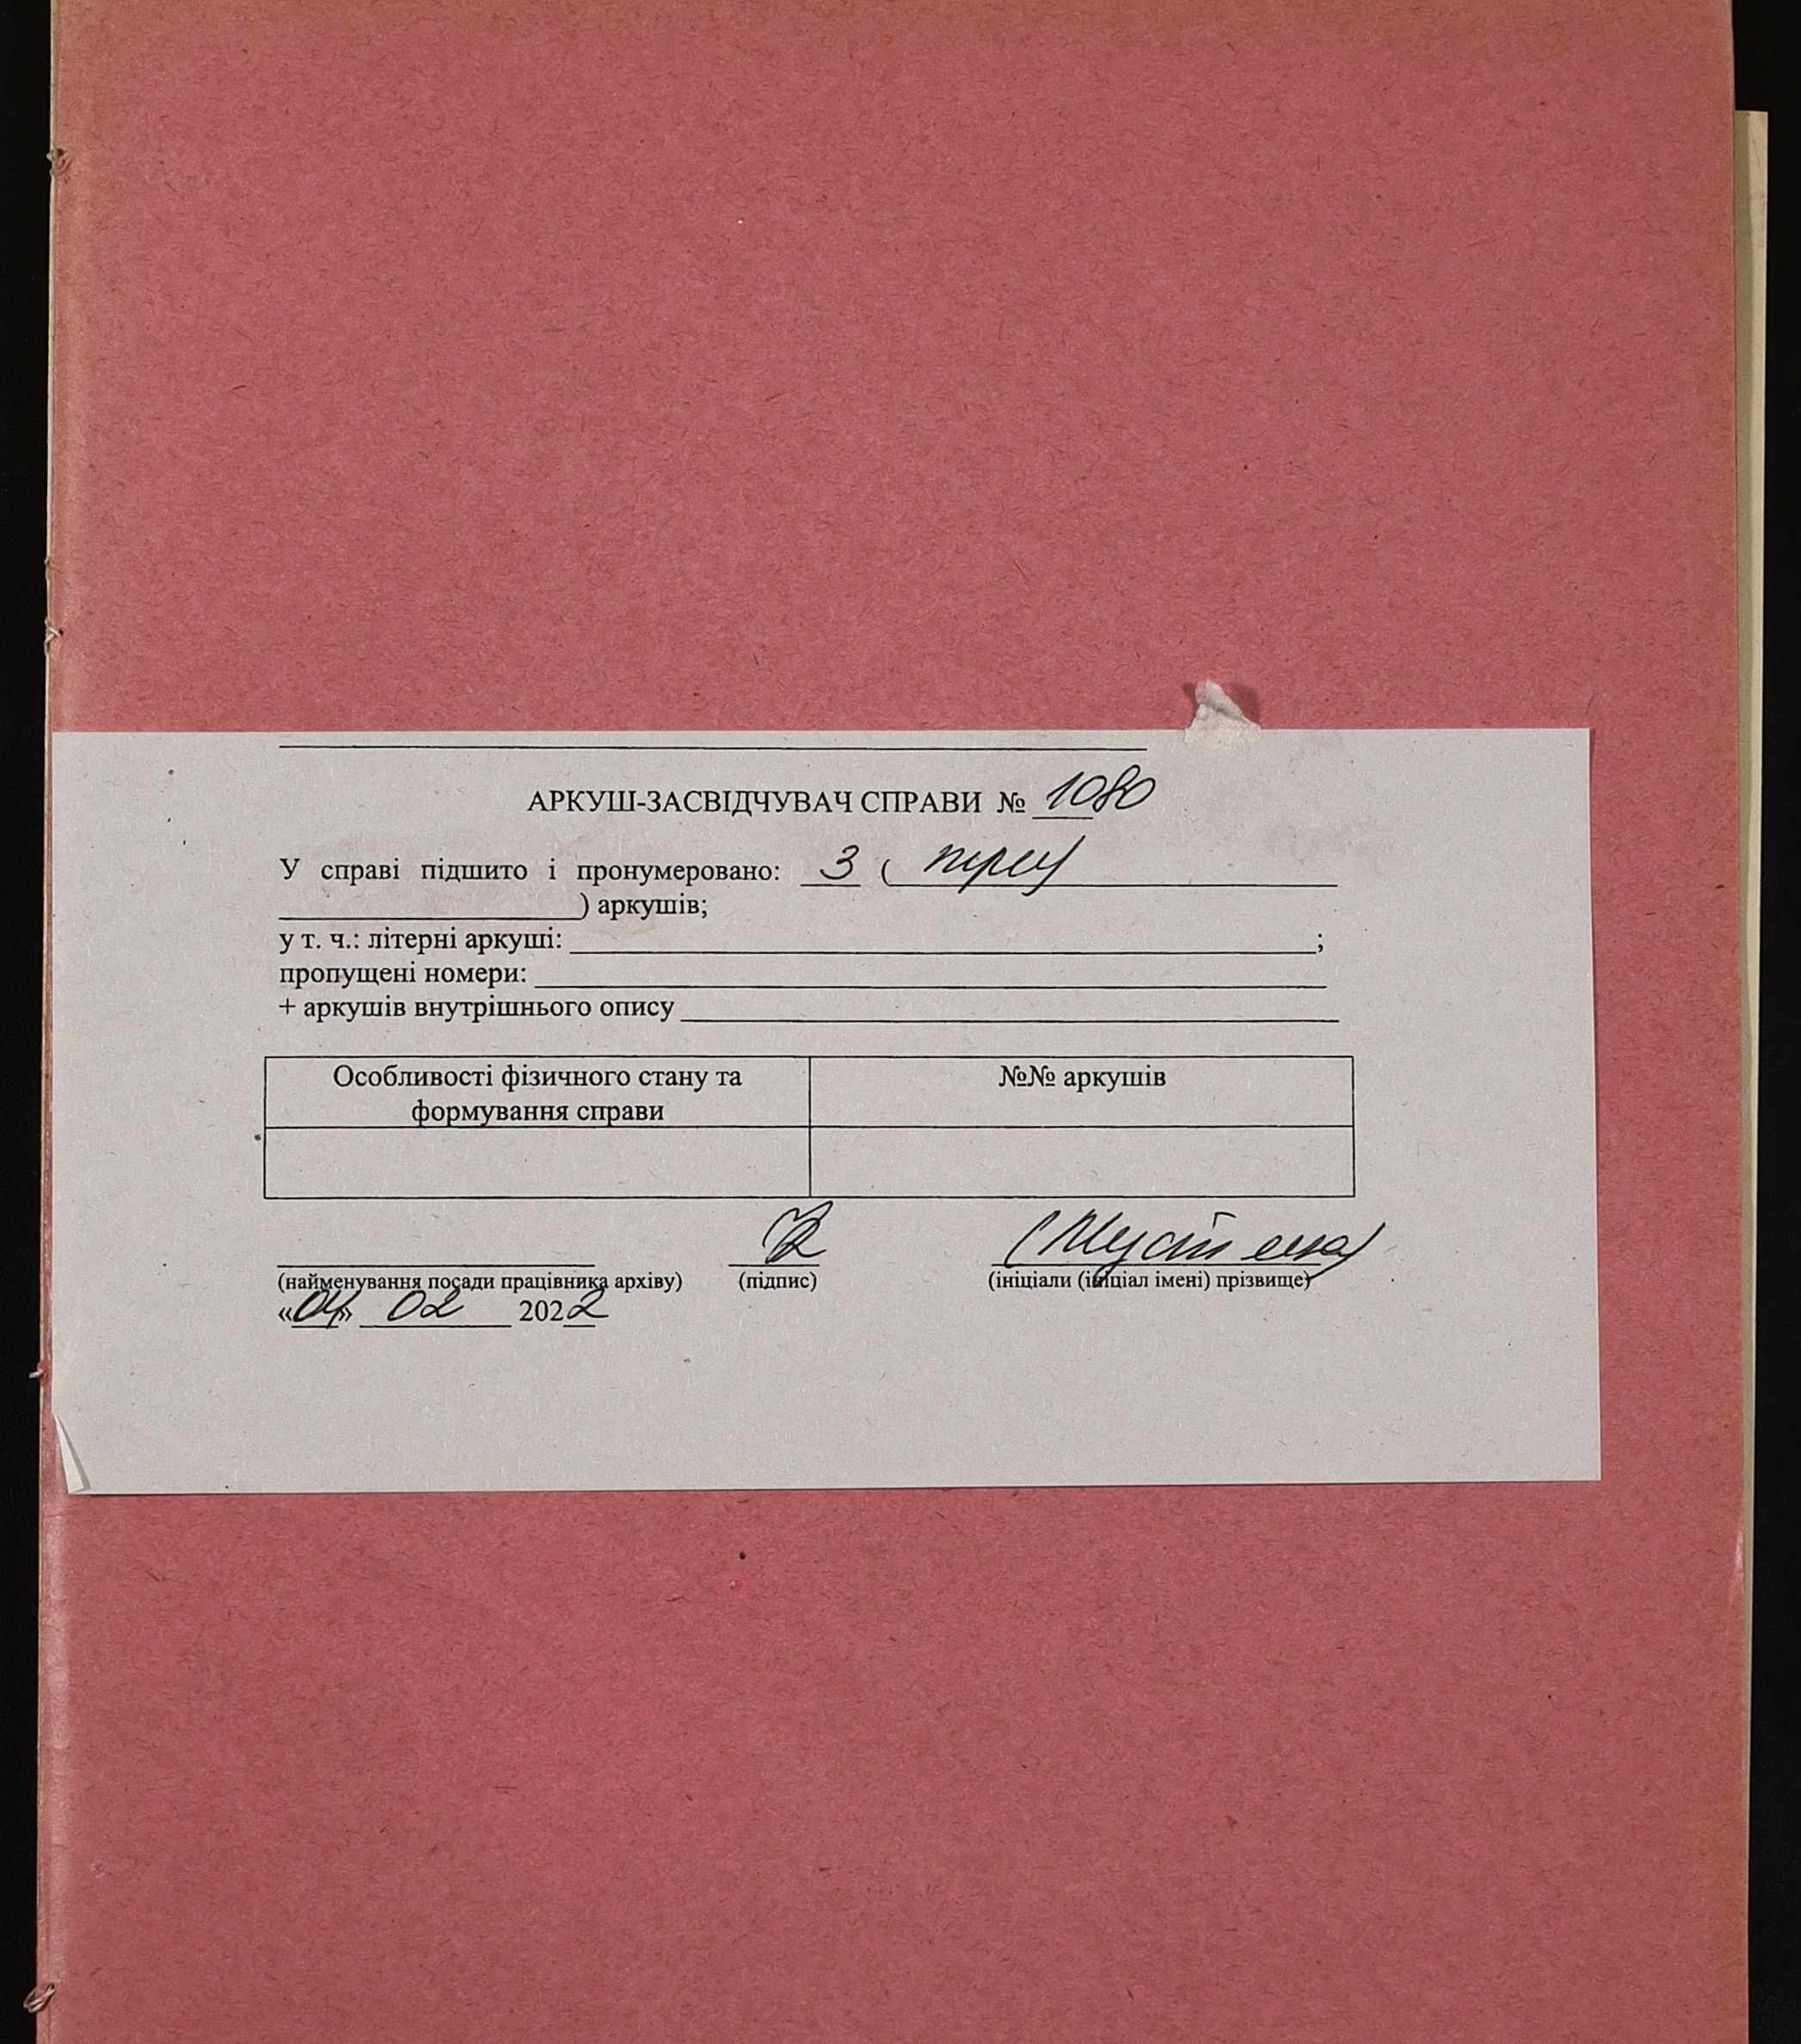 АРКУШ-ЗАСВІДЧУВАЧ СПРАВИ № 1080
У справі підшито і пронумеровано: 3 ( три
) аркушів;
у т. ч.: літерні аркуші: ;
пропущені номери:
+ аркушів внутрішнього опису
Особливості фізичного стану та
формування справи
№№ аркушів
(найменування посади працівника архіву) (підпис) (ініціали (ініціал імені) прізвище)
«04» 02 2022